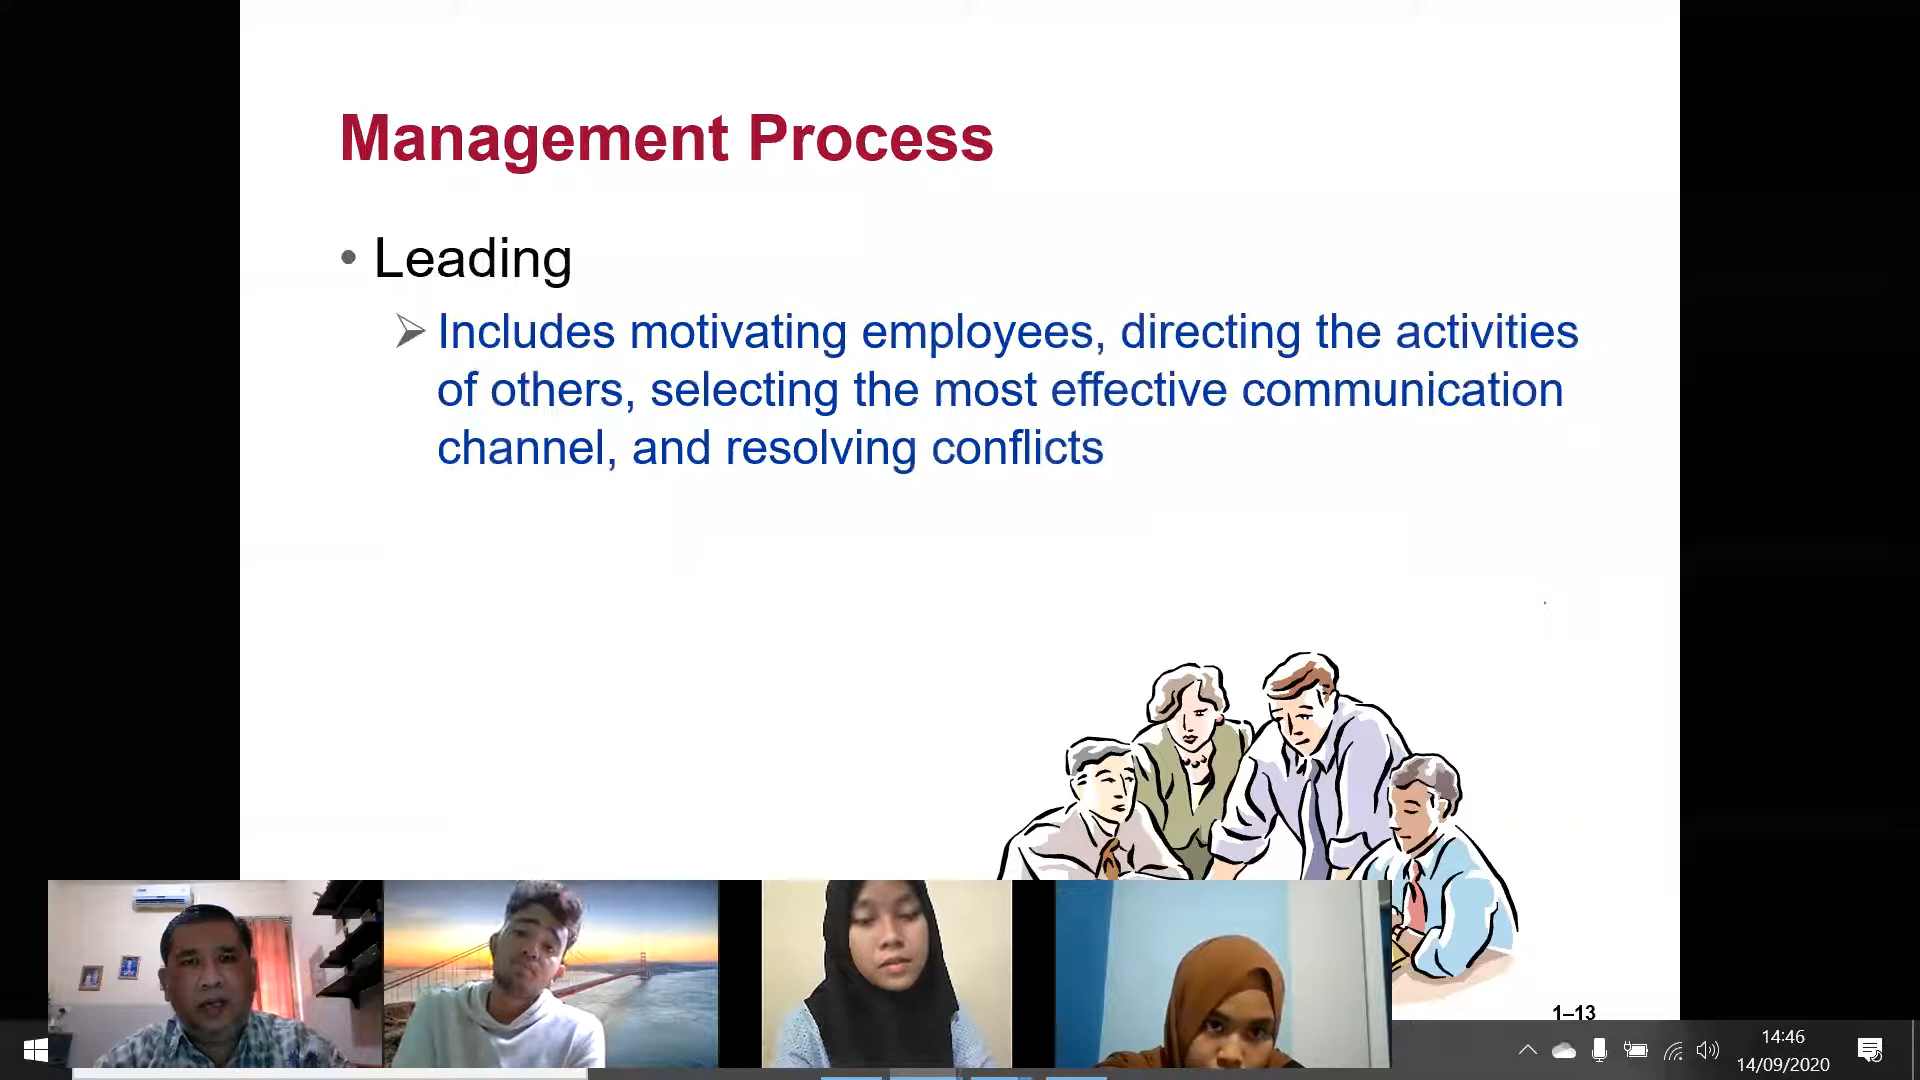 Management Process
• Leading
➢ Includes motivating employees, directing the activities
of others, selecting the most effective communication
channel, and resolving conflicts
1–13
14:46
14/09/2020